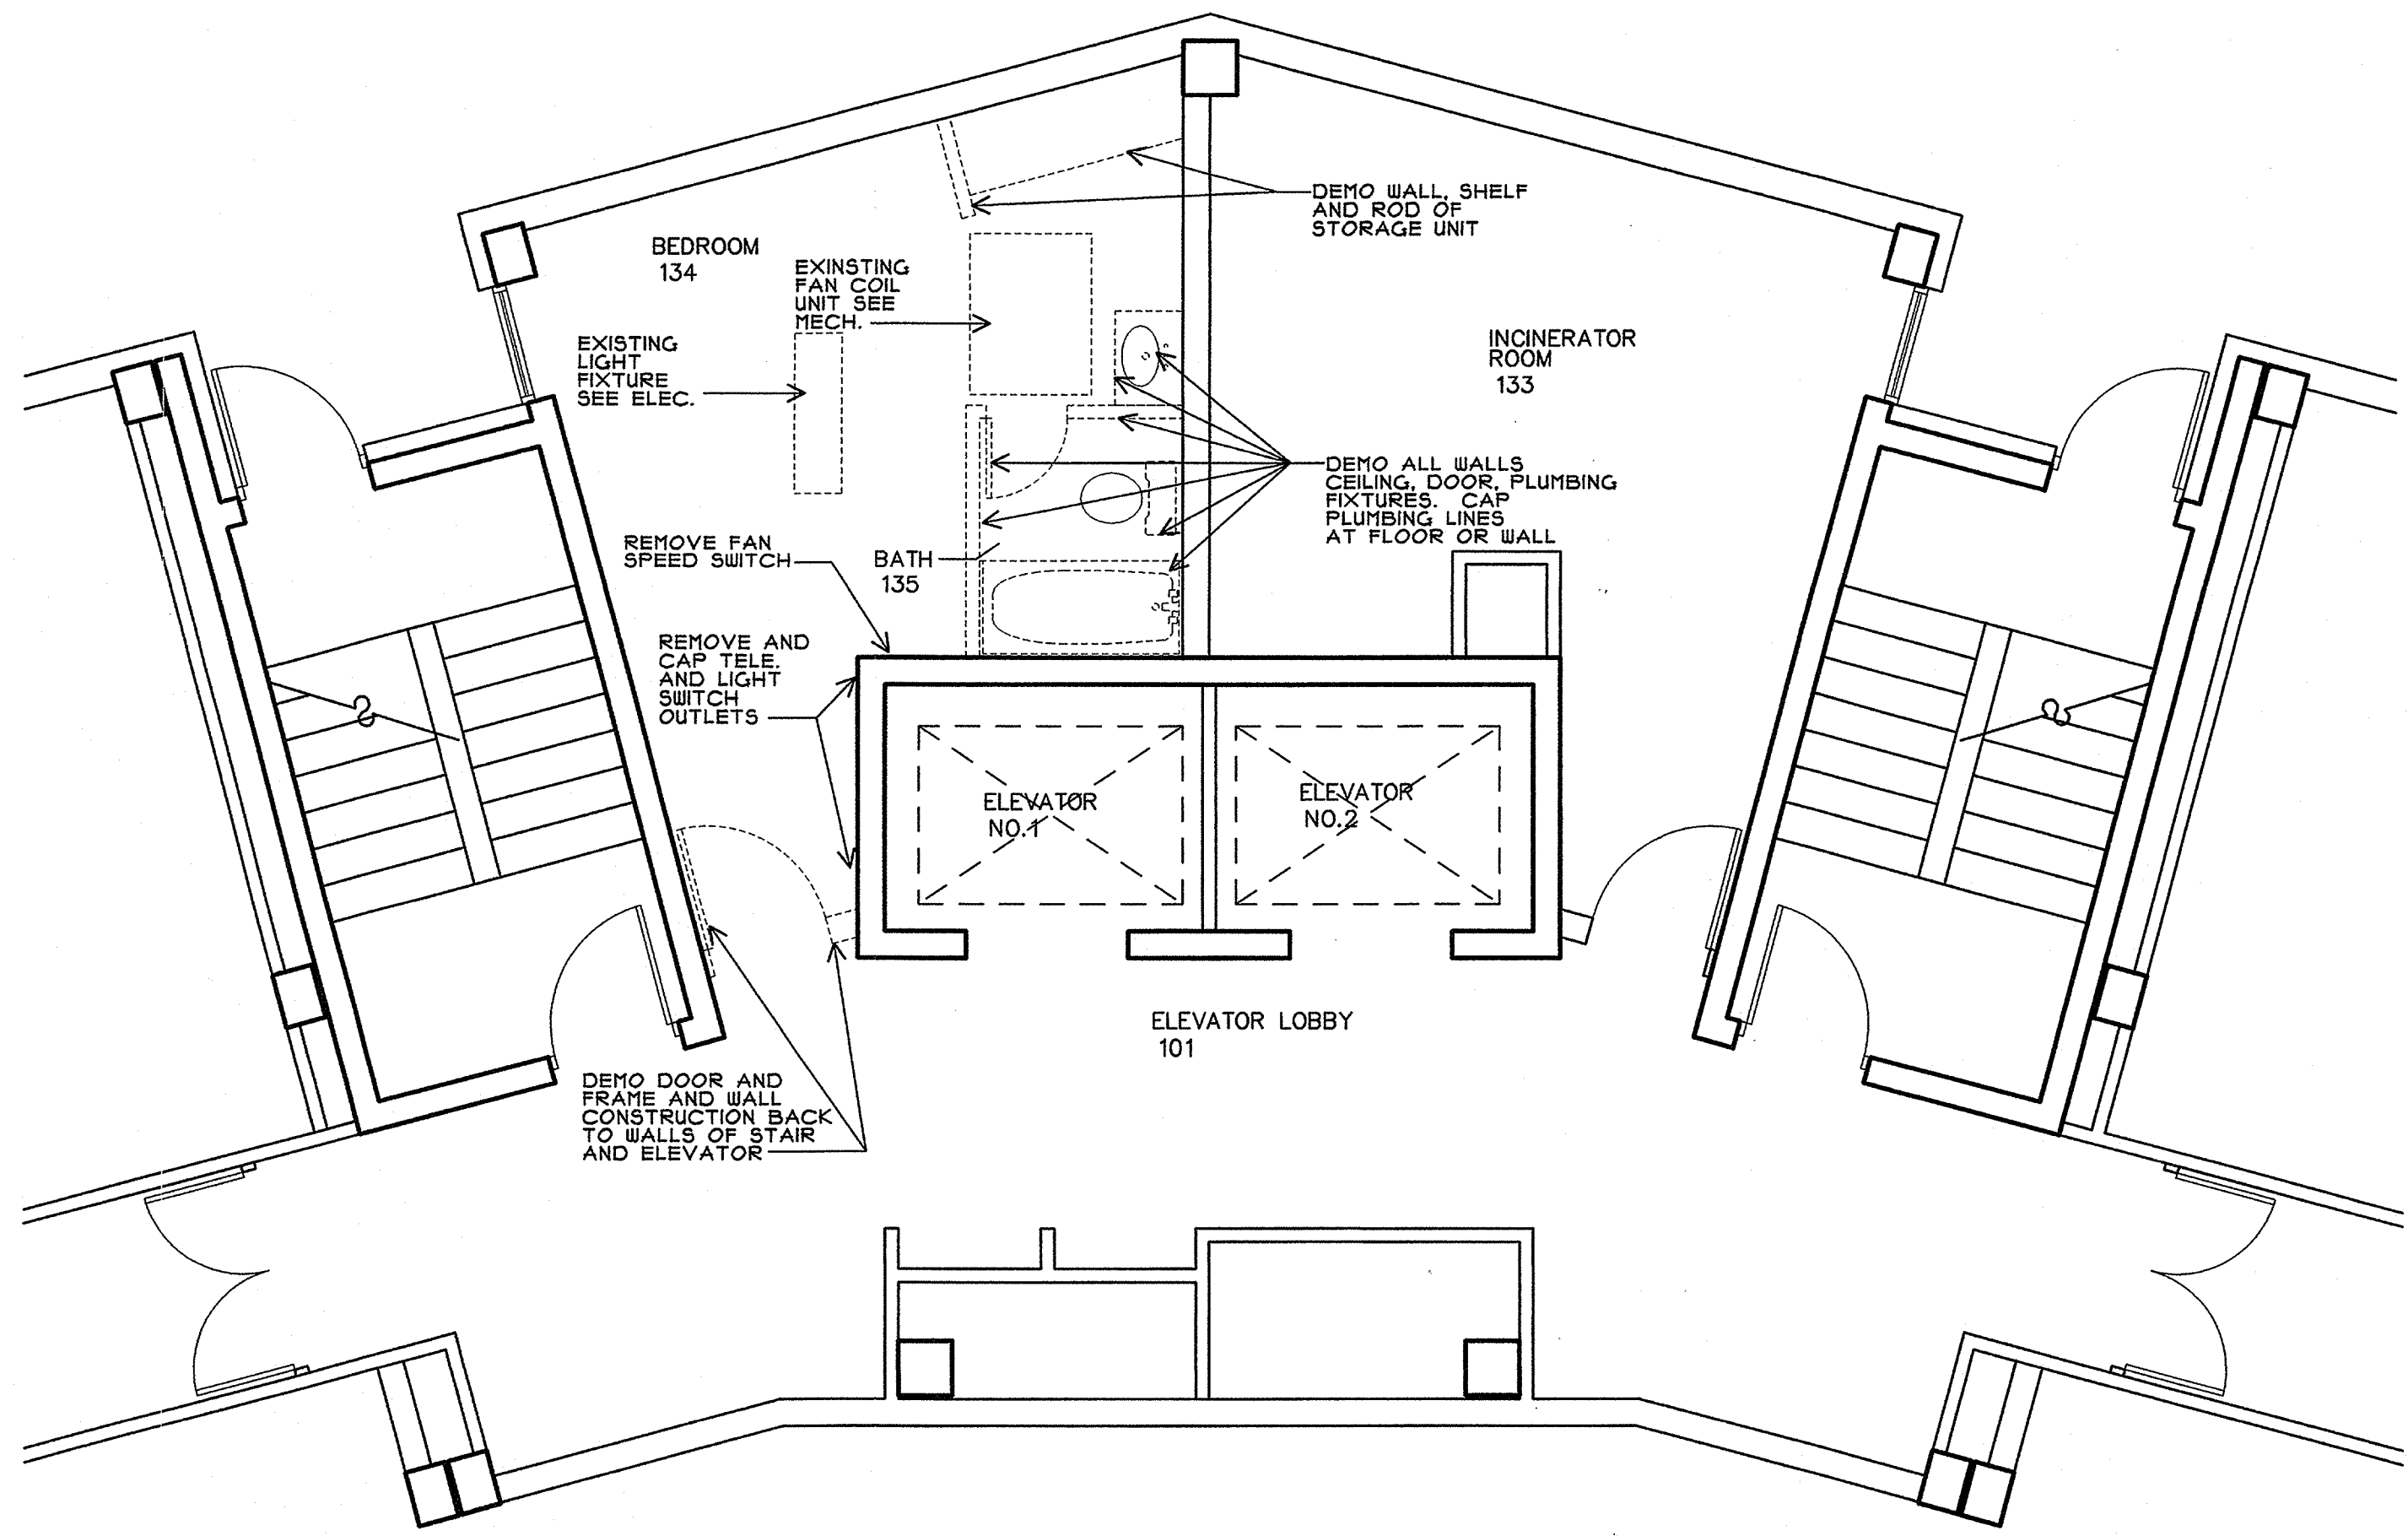 DEMO WALL, SHELF
AND ROD OF
STORAGE UNIT
BEDROOM
134
EXINSTING
FAN COIL
UNIT SEE
MECH.
EXISTING
LIGHT
FIXTURE
SEE ELEC.
INCINERATOR
ROOM
133
DEMO ALL WALLS
CEILING, DOOR, PLUMBING
FIXTURES. CAP
PLUMBING LINES
AT FLOOR OR WALL
REMOVE FAN
SPEED SWITCH
BATH
135
REMOVE AND
CAP TELE.
AND LIGHT
SWITCH
OUTLETS
ELEVATOR
NO.1
ELEVATOR
NO.2
ELEVATOR LOBBY
101
DEMO DOOR AND
FRAME AND WALL
CONSTRUCTION BACK
TO WALLS OF STAIR
AND ELEVATOR